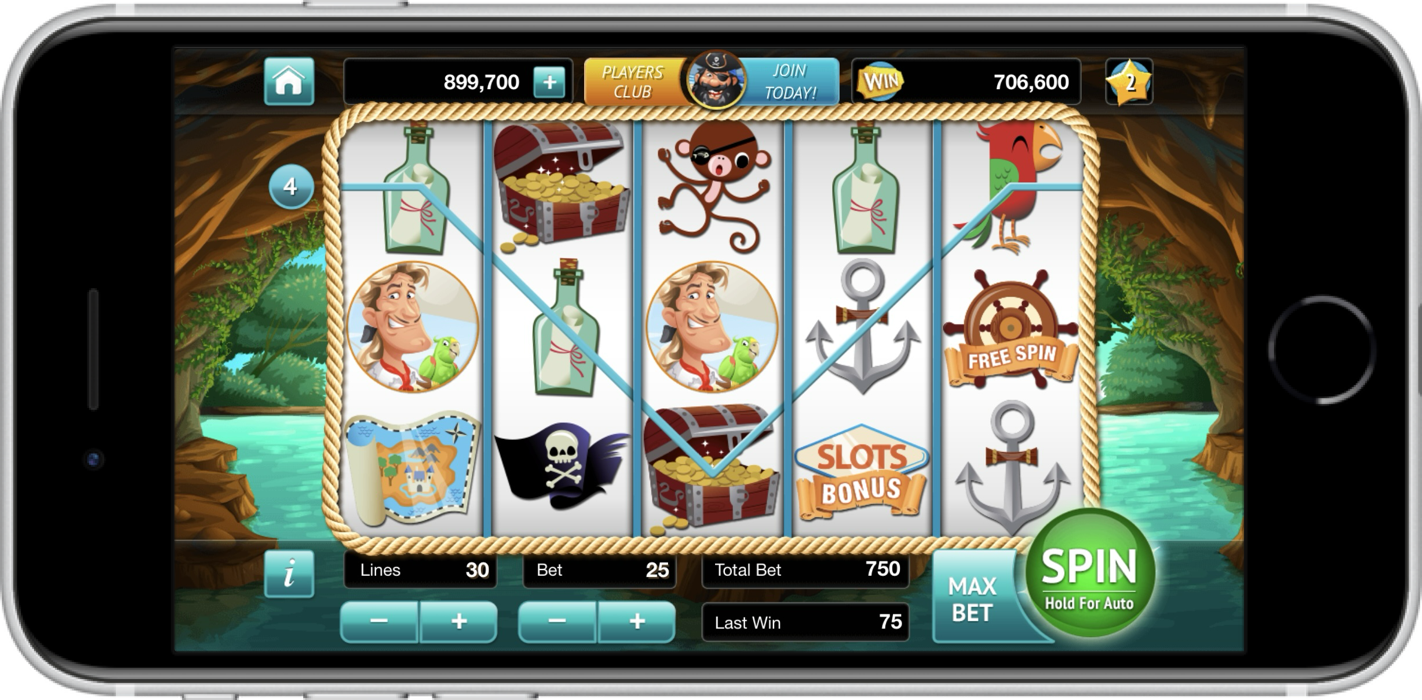 899,700 +
PLAYERS
CLUB
JOIN
TODAY!
WIN
706,600
2
4
FREE SPIN
SLOTS
BONUS
i
Lines 30
Bet 25
Total Bet 750
MAX
BET
SPIN
Hold For Auto
− +
− +
Last Win 75